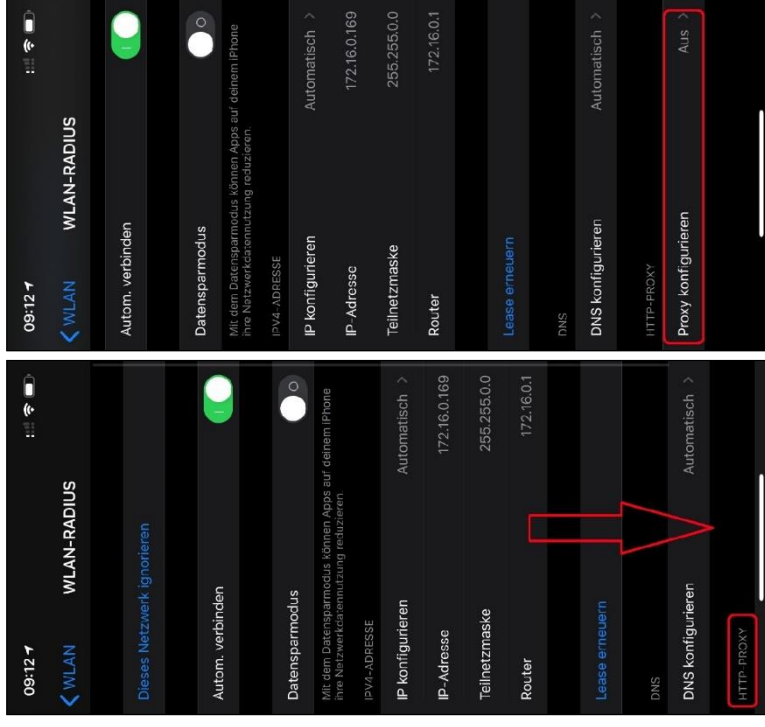 09:12
WLAN WLAN-RADIUS
Dieses Netzwerk ignorieren
Autom. verbinden
Datensparmodus
Mit dem Datensparmodus können Apps auf deinem iPhone
ihre Netzwerkdatennutzung reduzieren.
IPV4-ADRESSE
IP konfigurieren Automatisch
IP-Adresse 172.16.0.169
Teilnetzmaske 255.255.0.0
Router 172.16.0.1
Lease erneuern
DNS
DNS konfigurieren Automatisch
HTTP-PROXY
09:12
WLAN WLAN-RADIUS
Autom. verbinden
Datensparmodus
Mit dem Datensparmodus können Apps auf deinem iPhone
ihre Netzwerkdatennutzung reduzieren.
IPV4-ADRESSE
IP konfigurieren Automatisch
IP-Adresse 172.16.0.169
Teilnetzmaske 255.255.0.0
Router 172.16.0.1
Lease erneuern
DNS
DNS konfigurieren Automatisch
HTTP-PROXY
Proxy konfigurieren Aus